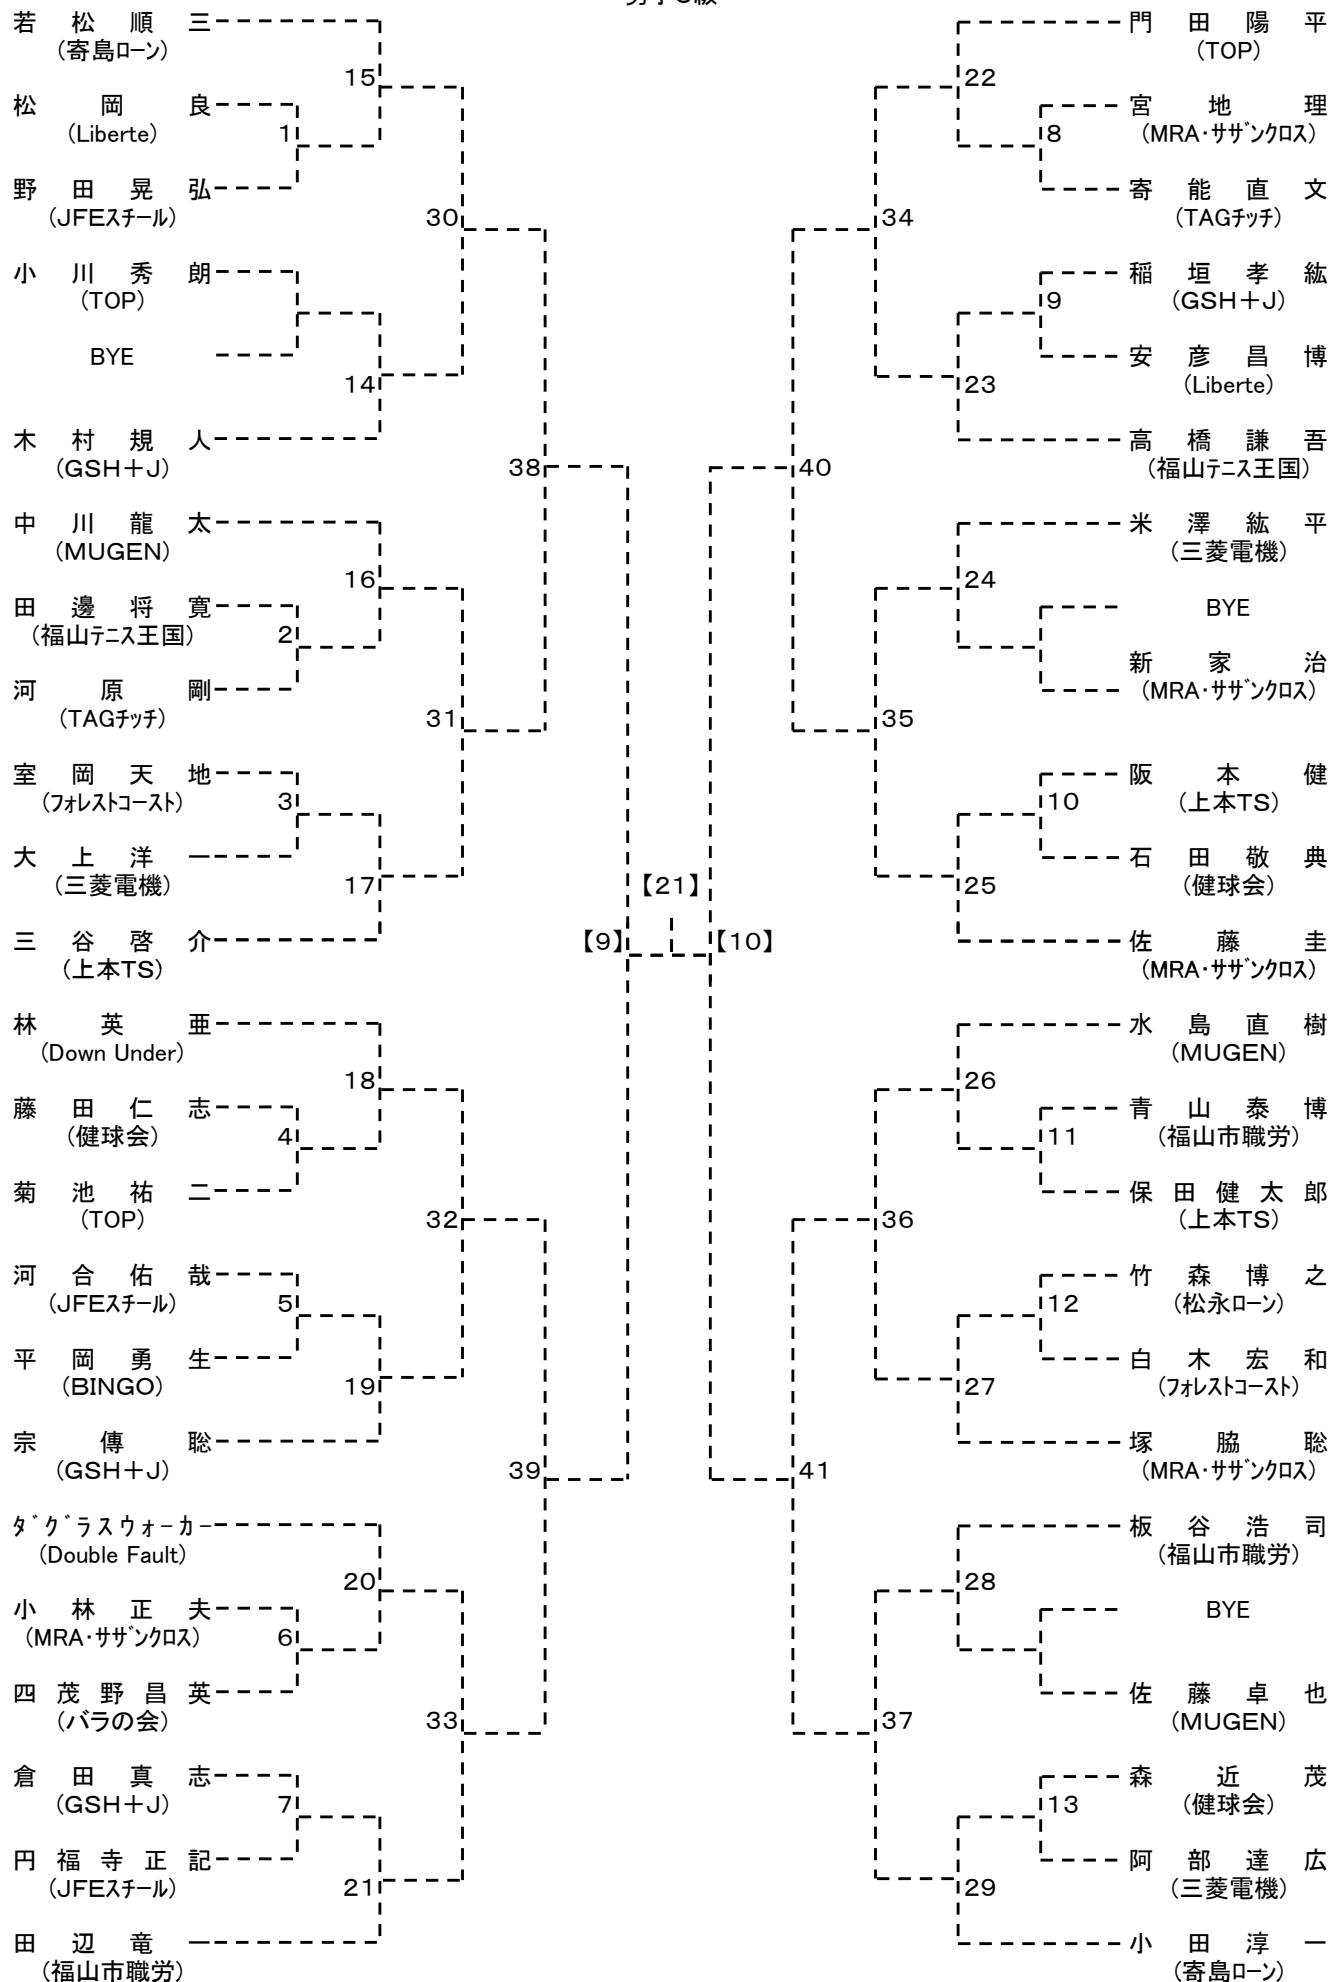 若松順三
(寄島ローン)
15
松岡良
(Liberte)
1
野田晃弘
(JFEスチール)
30
小川秀朗
(TOP)
BYE
14
木村規人
(GSH+J)
38
中川龍太
(MUGEN)
16
田邊将寛
(福山テニス王国)
2
河原剛
(TAGチッチ)
31
室岡天地
(フォレストコースト)
3
大上洋一
(三菱電機)
17
三谷啓介
(上本TS)
林英亜
(Down Under)
18
藤田仁志
(健球会)
4
菊池祐二
(TOP)
32
河合佑哉
(JFEスチール)
5
平岡勇生
(BINGO)
19
宗傳聡
(GSH+J)
39
ダグラスウォーカー
(Double Fault)
20
小林正夫
(MRA・サザンクロス)
6
四茂野昌英
(バラの会)
33
倉田真志
(GSH+J)
7
円福寺正記
(JFEスチール)
21
田辺竜一
(福山市職労)
【21】
【9】
【10】
門田陽平
(TOP)
22
宮地理
(MRA・サザンクロス)
8
寄能直文
(TAGチッチ)
34
稲垣孝紘
(GSH+J)
9
安彦昌博
(Liberte)
23
高橋謙吾
(福山テニス王国)
40
米澤紘平
(三菱電機)
24
BYE
新家治
(MRA・サザンクロス)
35
阪本健
(上本TS)
10
石田敬典
(健球会)
25
佐藤圭
(MRA・サザンクロス)
水島直樹
(MUGEN)
26
青山泰博
(福山市職労)
11
保田健太郎
(上本TS)
36
竹森博之
(松永ローン)
12
白木宏和
(フォレストコースト)
27
塚脇聡
(MRA・サザンクロス)
41
板谷浩司
(福山市職労)
28
BYE
佐藤卓也
(MUGEN)
37
森近茂
(健球会)
13
阿部達広
(三菱電機)
29
小田淳一
(寄島ローン)